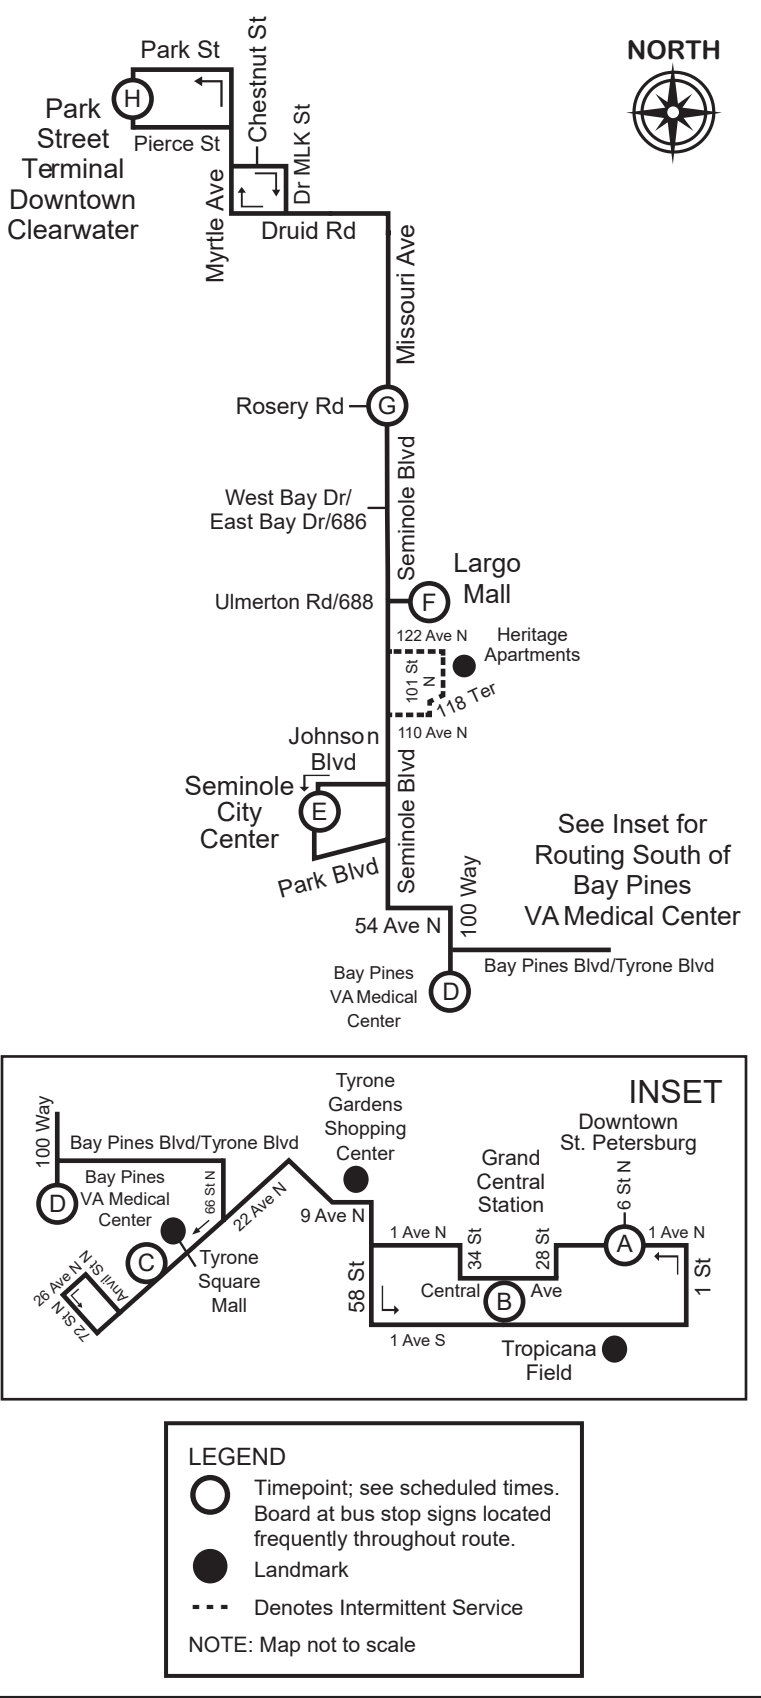 Park St
Chestnut St
NORTH
H
Park
Street
Terminal
Downtown
Clearwater
Pierce St
Dr MLK St
Myrtle Ave
Druid Rd
Missouri Ave
Rosery Rd
G
Seminole Blvd
West Bay Dr/
East Bay Dr/686
Largo
Mall
Ulmerton Rd/688
F
122 Ave N
Heritage
Apartments
101 St
N
118 Ter
110 Ave N
Johnson
Blvd
Seminole
City
Center
E
Seminole Blvd
Park Blvd
See Inset for
Routing South of
Bay Pines
VA Medical Center
100 Way
54 Ave N
Bay Pines Blvd/Tyrone Blvd
Bay Pines
VA Medical
Center
D
INSET
Tyrone
Gardens
Shopping
Center
Downtown
St. Petersburg
100 Way
Bay Pines Blvd/Tyrone Blvd
Grand
Central
Station
6 St N
Bay Pines
VA Medical
Center
D
66 St N
22 Ave N
9 Ave N
1 Ave N
34 St
28 St
A
1 Ave N
C
Tyrone
Square
Mall
26 Ave N
Anvil St N
72 St N
58 St
Central
B
Ave
1 St
1 Ave S
Tropicana
Field
LEGEND
Timepoint; see scheduled times.
Board at bus stop signs located
frequently throughout route.
Landmark
Denotes Intermittent Service
NOTE: Map not to scale